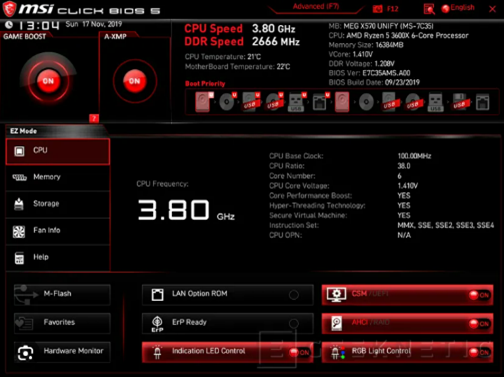 msi CLICK BIOS 5
Advanced (F7)
F12
English
13:04 Sun 17 Nov, 2019
GAME BOOST
A-XMP
ON
ON
CPU Speed 3.80 GHz
DDR Speed 2666 MHz
CPU Temperature: 21°C
MotherBoard Temperature: 22°C
MB: MEG X570 UNIFY (MS-7C35)
CPU: AMD Ryzen 5 3600X 6-Core Processor
Memory Size: 16384MB
VCore: 1.410V
DDR Voltage: 1.208V
BIOS Ver: E7C35AMS.A00
BIOS Build Date: 09/23/2019
Boot Priority
U U U U U
USB USB USB USB USB
?
EZ Mode
CPU
Memory
Storage
Fan Info
Help
CPU Frequency:
3.80 GHz
CPU Base Clock: 100.00MHz
CPU Ratio: 38.0
Core Number: 6
CPU Core Voltage: 1.410V
Core Performance Boost: YES
Hyper-Threading Technology: YES
Secure Virtual Machine: YES
Instruction Set: MMX, SSE, SSE2, SSE3, SSE4
CPU OPN: N/A
M-Flash
LAN Option ROM
CSM /UEFI
ON
Favorites
ErP
ErP Ready
AHCI /RAID
ON
Hardware Monitor
Indication LED Control
ON
RGB Light Control
ON
GEEKNETIC